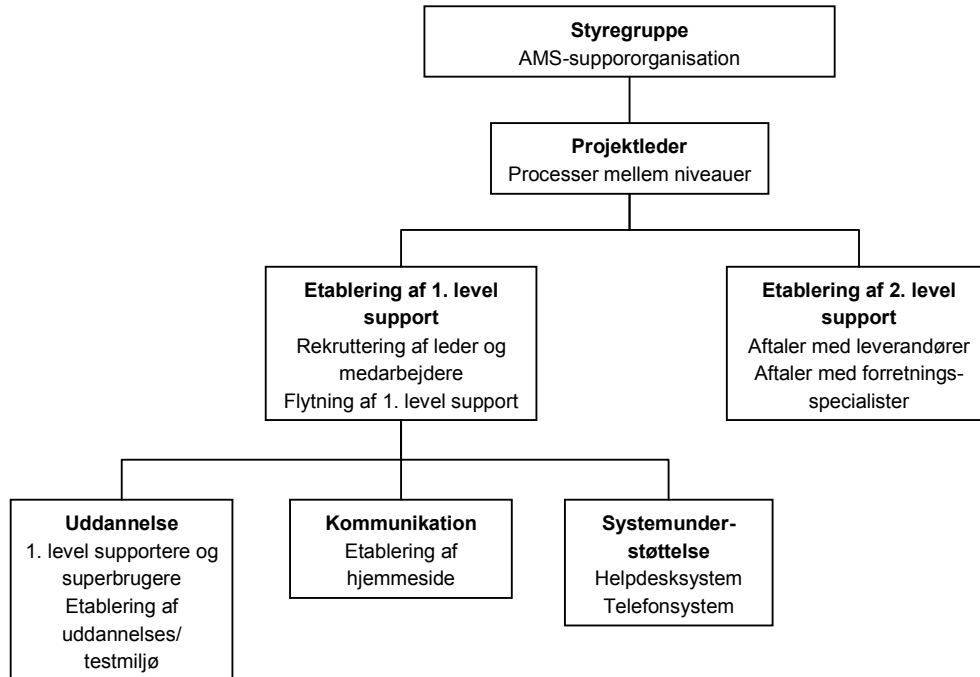 Styregruppe
AMS-suppororganisation
Projektleder
Processer mellem niveauer
Etablering af 1. level
support
Rekruttering af leder og
medarbejdere
Flytning af 1. level support
Etablering af 2. level
support
Aftaler med leverandører
Aftaler med forretnings-
specialister
Uddannelse
1. level supportere og
superbrugere
Etablering af
uddannelses/
testmiljø
Kommunikation
Etablering af
hjemmeside
Systemunder-
støttelse
Helpdesksystem
Telefonsystem